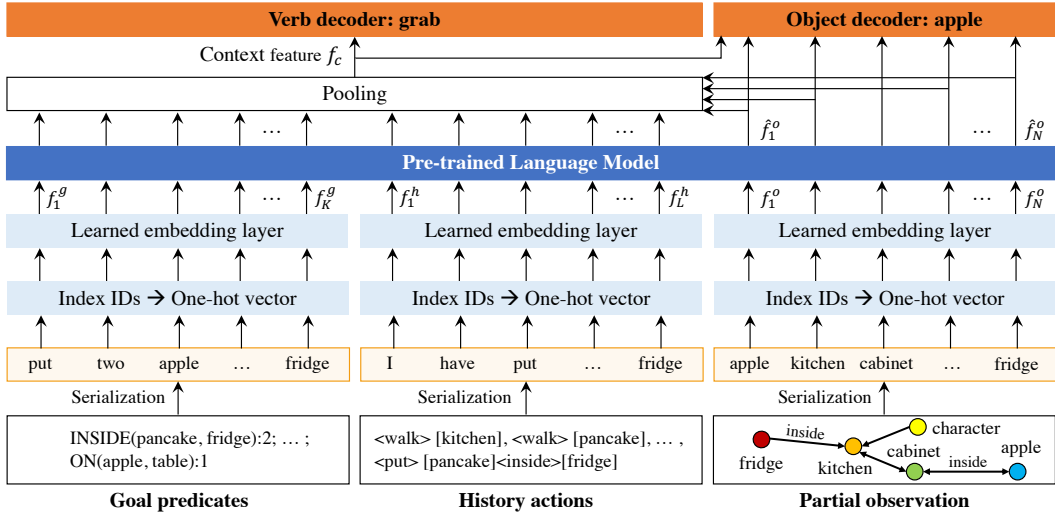 Verb decoder: grab
Object decoder: apple
Context feature f_c
Pooling
… … …
f̂_1^o f̂_N^o
Pre-trained Language Model
f_1^g … f_K^g f_1^h … f_L^h f_1^o … f_N^o
Learned embedding layer
Learned embedding layer
Learned embedding layer
Index IDs → One-hot vector
Index IDs → One-hot vector
Index IDs → One-hot vector
put two apple … fridge
I have put … fridge
apple kitchen cabinet … fridge
Serialization
Serialization
Serialization
INSIDE(pancake, fridge):2; … ;
ON(apple, table):1
<walk> [kitchen], <walk> [pancake], … ,
<put> [pancake]<inside>[fridge]
fridge
inside
kitchen
character
cabinet
inside
apple
Goal predicates
History actions
Partial observation